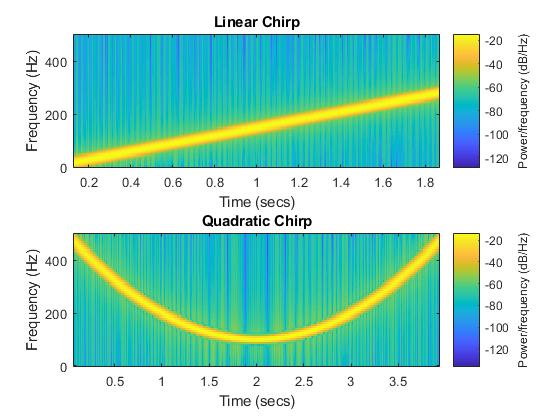 Linear Chirp
400
200
0
Frequency (Hz)
0.2 0.4 0.6 0.8 1 1.2 1.4 1.6 1.8
Time (secs)
-20
-40
-60
-80
-100
-120
Power/frequency (dB/Hz)
Quadratic Chirp
400
200
0
Frequency (Hz)
0.5 1 1.5 2 2.5 3 3.5
Time (secs)
-20
-40
-60
-80
-100
-120
Power/frequency (dB/Hz)